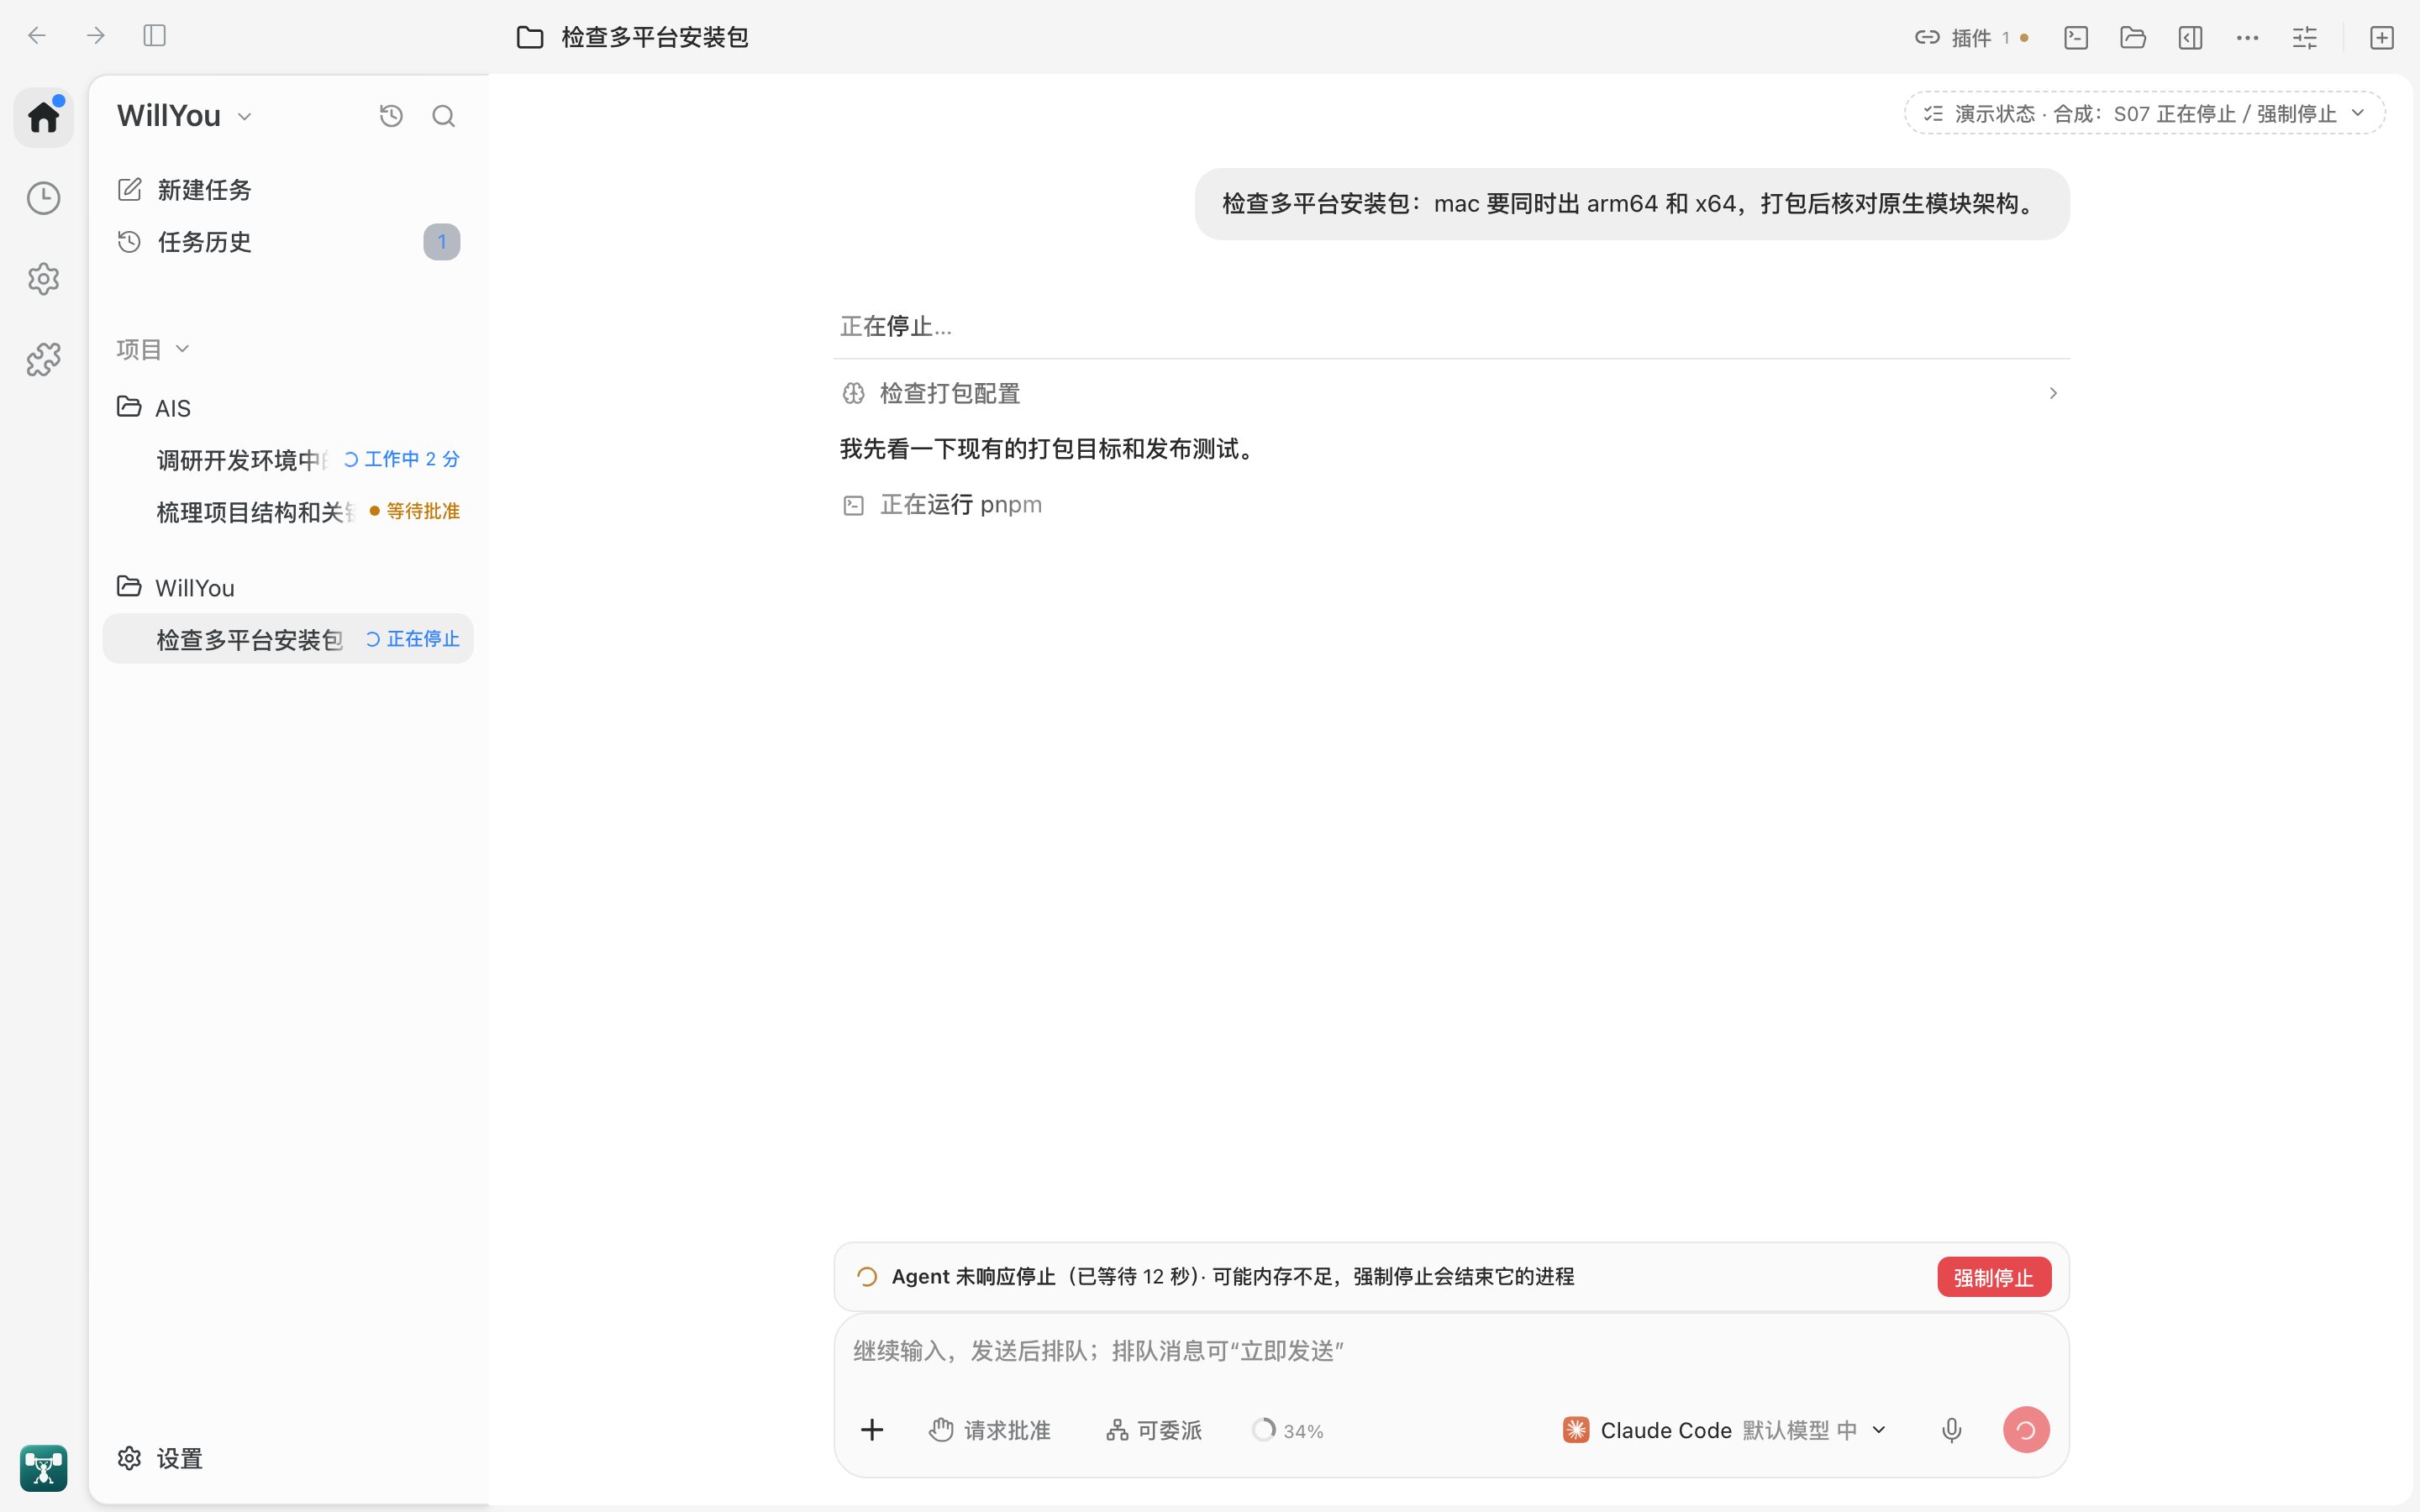 检查多平台安装包
插件 1
WillYou
演示状态 · 合成：S07 正在停止 / 强制停止
新建任务
任务历史 1
检查多平台安装包：mac 要同时出 arm64 和 x64，打包后核对原生模块架构。
正在停止...
项目
检查打包配置
AIS
调研开发环境中 工作中 2 分
我先看一下现有的打包目标和发布测试。
梳理项目结构和关 等待批准
正在运行 pnpm
WillYou
检查多平台安装包 正在停止
Agent 未响应停止（已等待 12 秒）· 可能内存不足，强制停止会结束它的进程 强制停止
继续输入，发送后排队；排队消息可“立即发送”
请求批准 可委派 34% Claude Code 默认模型 中
设置